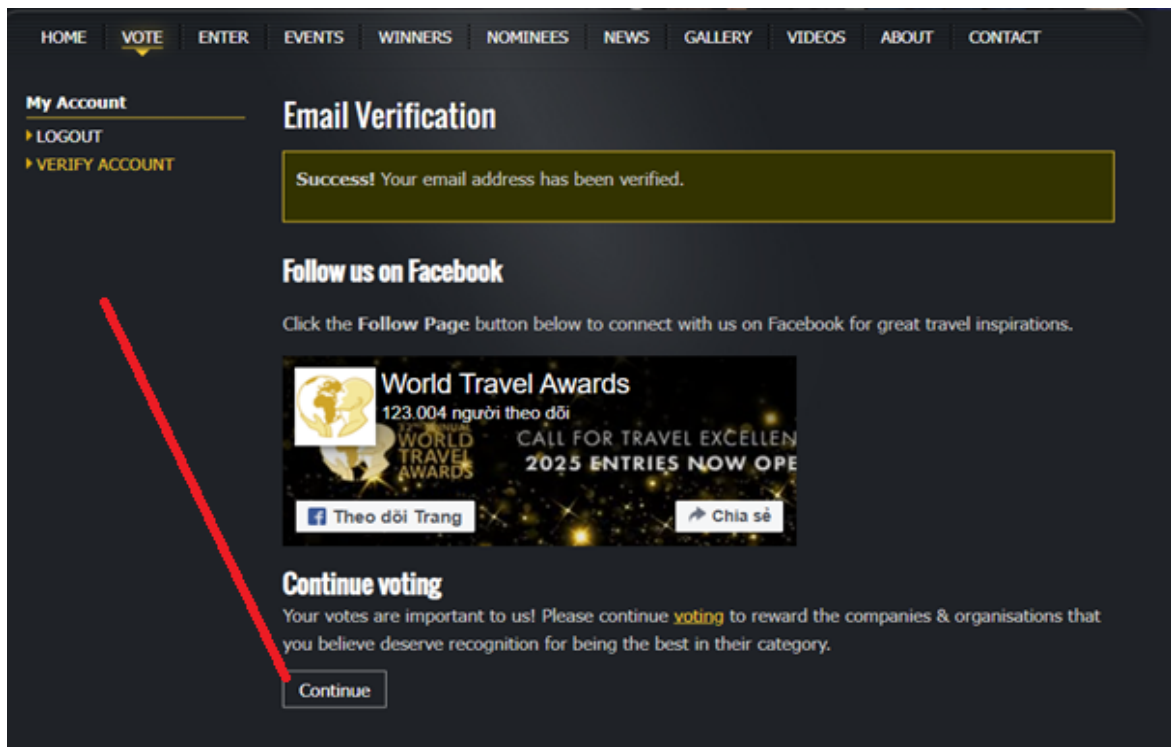 HOME VOTE ENTER EVENTS WINNERS NOMINEES NEWS GALLERY VIDEOS ABOUT CONTACT
My Account
LOGOUT
VERIFY ACCOUNT
Email Verification
Success! Your email address has been verified.
Follow us on Facebook
Click the Follow Page button below to connect with us on Facebook for great travel inspirations.
World Travel Awards
123.004 người theo dõi
32ND ANNUAL
WORLD
TRAVEL
AWARDS
CALL FOR TRAVEL EXCELLEN
2025 ENTRIES NOW OPE
Theo dõi Trang
Chia sẻ
Continue voting
Your votes are important to us! Please continue voting to reward the companies & organisations that
you believe deserve recognition for being the best in their category.
Continue